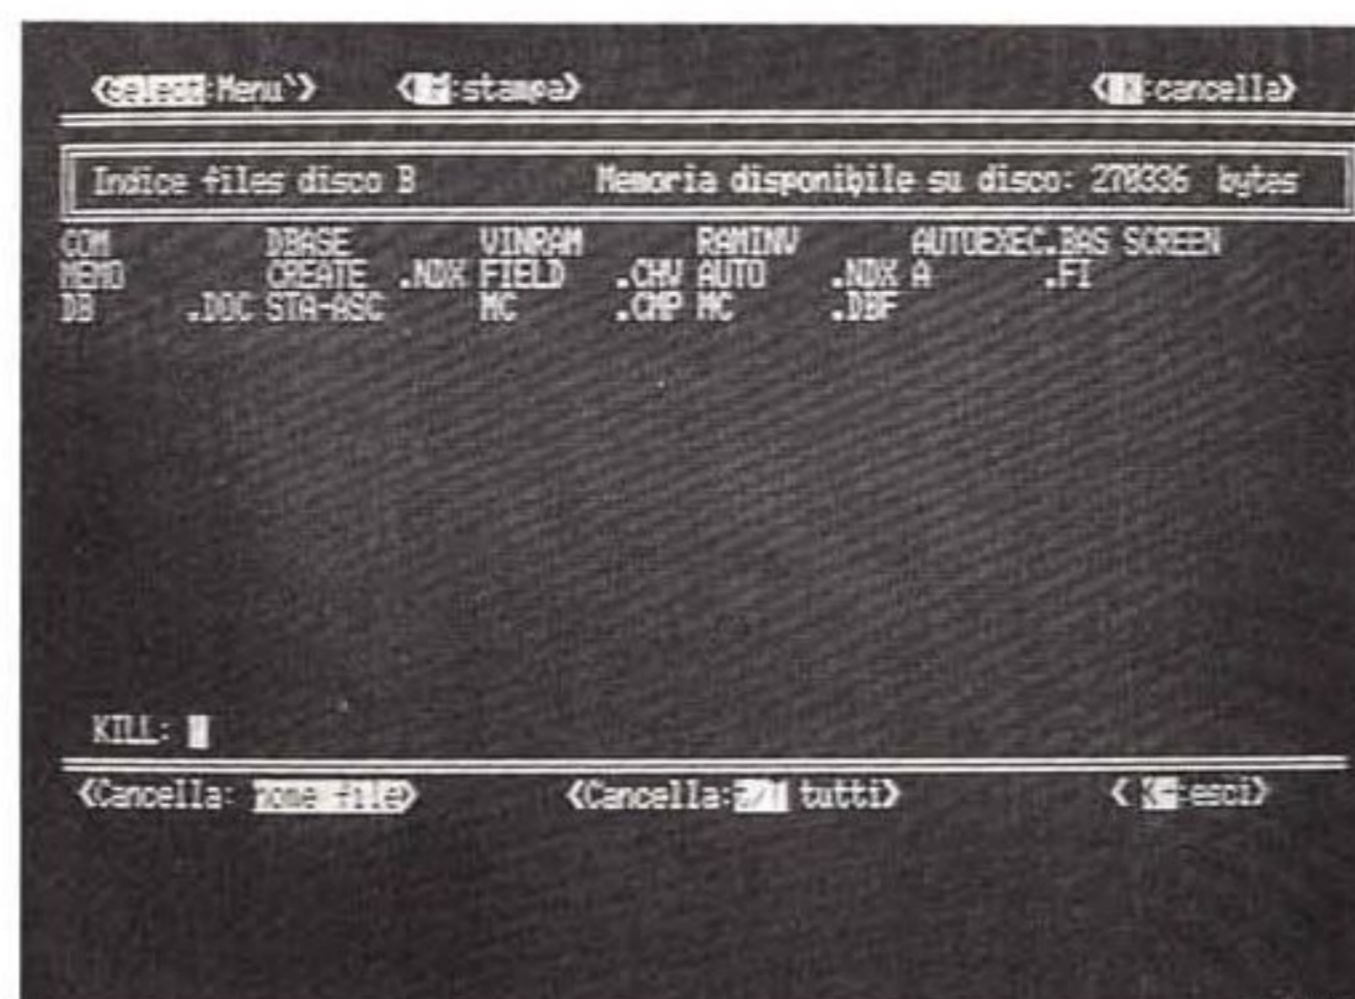 <Select:Menu`> < :stampa> < K:cancella>
Indice files disco B Memoria disponibile su disco: 270336 bytes
COM DBASE VINRAM RAMINV AUTOEXEC.BAS SCREEN
MEMO CREATE .NDX FIELD .CHV AUTO .NDX A .FI
DB .DOC STA-ASC MC .CMP MC .DBF
KILL:
<Cancella: nome file> <Cancella: tutti> < :esci>